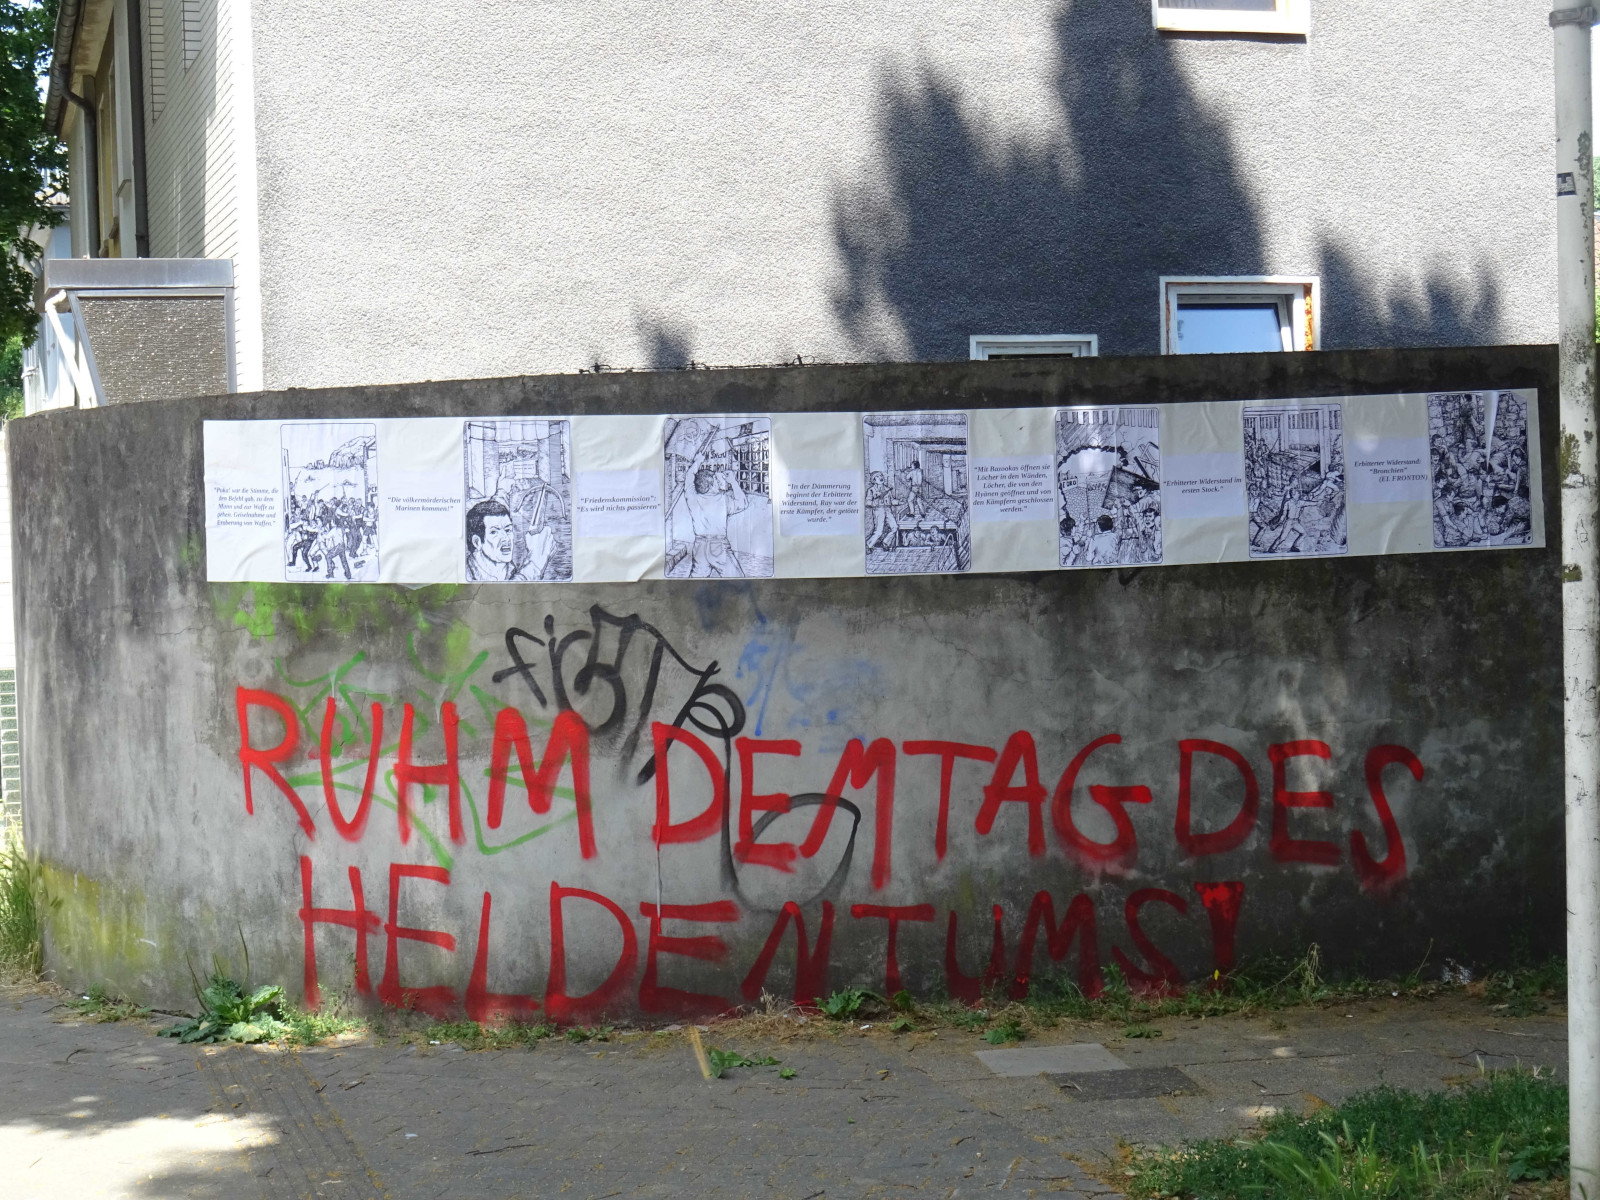 "Puka! war die Stimme, die
den Befehl gab, zu dem
Mann und zur Waffe zu
gehen. Geiselnahme und
Eroberung von Waffen."
"Die völkermörderischen
Marinen kommen!"
"Friedenskommission":
"Es wird nichts passieren"
"In der Dämmerung
beginnt der Erbitterte
Widerstand, Ray war der
erste Kämpfer, der getötet
wurde."
"Mit Bazookas öffnen sie
Löcher in den Wänden,
Löcher, die von den
Hyänen geöffnet und von
den Kämpfern geschlossen
werden."
"Erbitterter Widerstand im
ersten Stock."
Erbitterter Widerstand:
"Bronchien"
(EL FRONTON)
RUHM DEM TAG DES
HELDENTUMS!